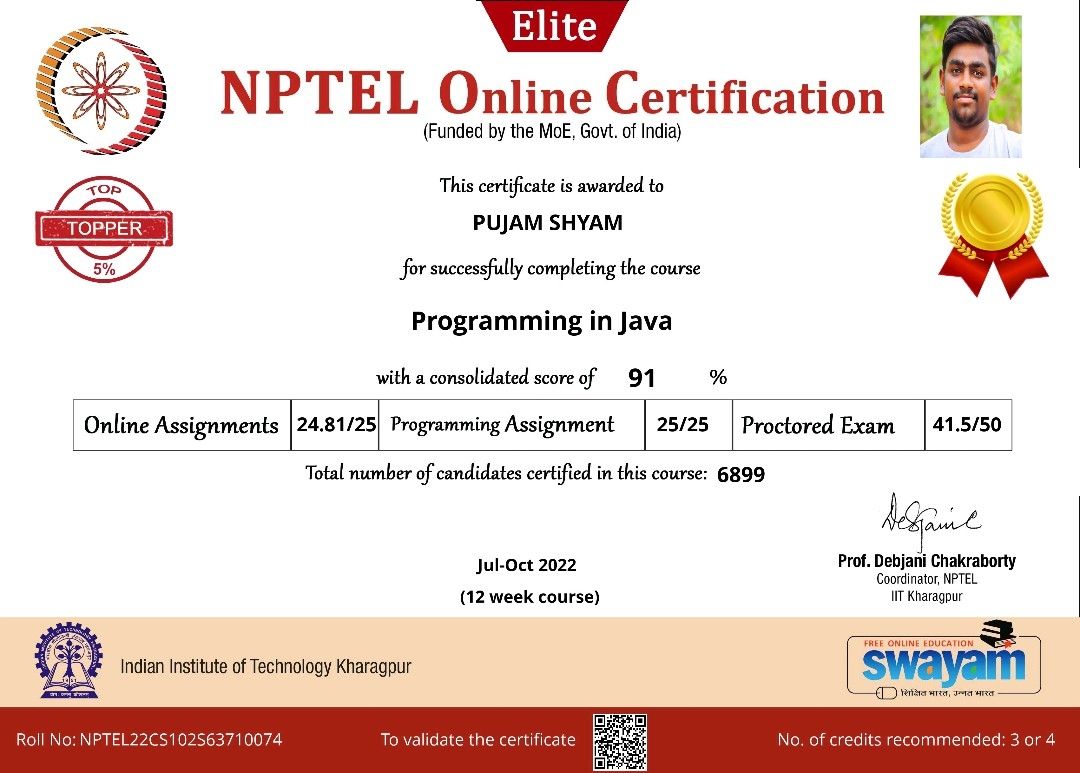 Elite
NPTEL Online Certification
(Funded by the MoE, Govt. of India)
TOP
TOPPER
5%
This certificate is awarded to
PUJAM SHYAM
for successfully completing the course
Programming in Java
with a consolidated score of 91 %
Online Assignments 24.81/25 Programming Assignment 25/25 Proctored Exam 41.5/50
Total number of candidates certified in this course: 6899
Jul-Oct 2022
(12 week course)
Prof. Debjani Chakraborty
Coordinator, NPTEL
IIT Kharagpur
Indian Institute of Technology Kharagpur
FREE ONLINE EDUCATION
swayam
शिक्षित भारत, उन्नत भारत
Roll No: NPTEL22CS102S63710074 To validate the certificate No. of credits recommended: 3 or 4